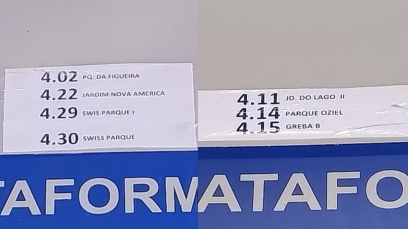 4.02 PQ. DA FIGUEIRA
4.22 JARDIM NOVA AMERICA
4.29 SWIS PARQUE I
4.30 SWISS PARQUE
TAFORM
4.11 JD. DO LAGO II
4.14 PARQUE OZIEL
4.15 GREBA B
ATAFO